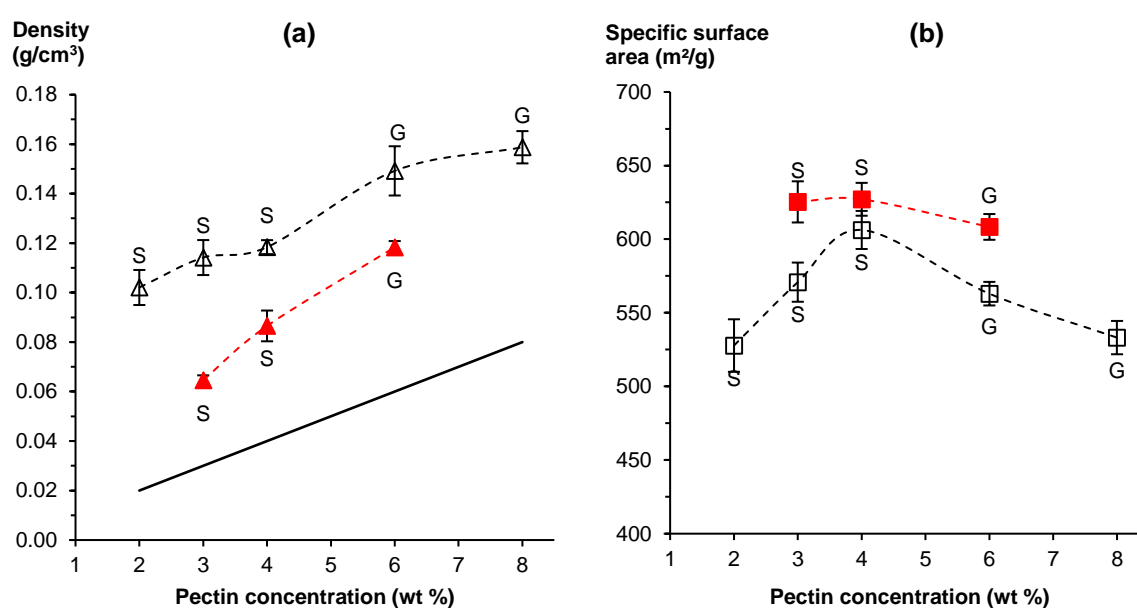 Density
(g/cm³)
(a)
0.18
0.16
0.14
0.12
0.10
0.08
0.06
0.04
0.02
0.00
S
S
S
G
G
S
S
G
1 2 3 4 5 6 7 8
Pectin concentration (wt %)
Specific surface
area (m²/g)
(b)
700
650
600
550
500
450
400
S
S
G
S
S
S
G
G
1 2 3 4 5 6 7 8
Pectin concentration (wt %)